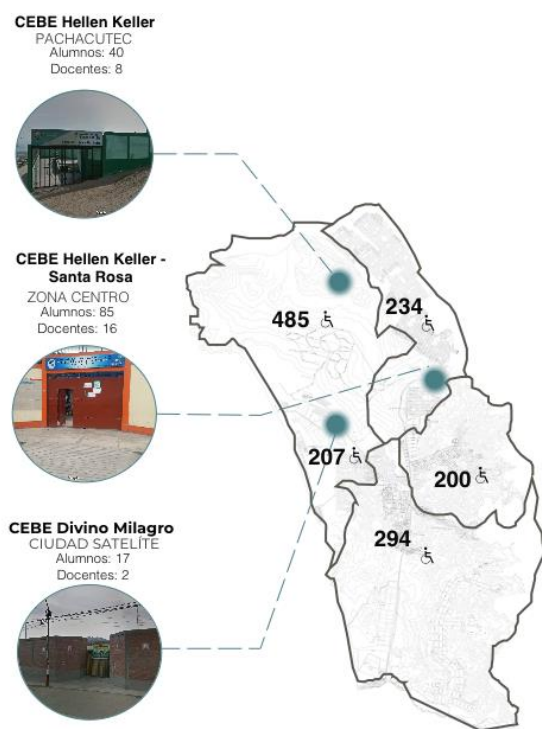 CEBE Hellen Keller
PACHACUTEC
Alumnos: 40
Docentes: 8
CEBE Hellen Keller -
Santa Rosa
ZONA CENTRO
Alumnos: 85
Docentes: 16
CEBE Divino Milagro
CIUDAD SATELÍTE
Alumnos: 17
Docentes: 2
485
234
207
200
294